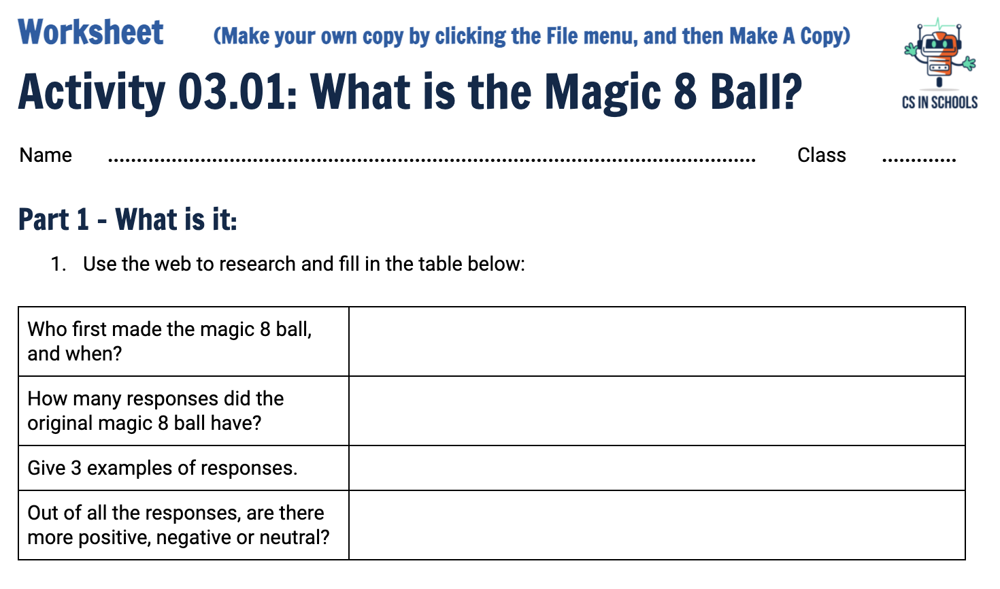 Worksheet (Make your own copy by clicking the File menu, and then Make A Copy)
CS IN SCHOOLS
Activity 03.01: What is the Magic 8 Ball?
Name ........................................................................................................................ Class .............
Part 1 - What is it:
1. Use the web to research and fill in the table below:
Who first made the magic 8 ball,
and when?
How many responses did the
original magic 8 ball have?
Give 3 examples of responses.
Out of all the responses, are there
more positive, negative or neutral?